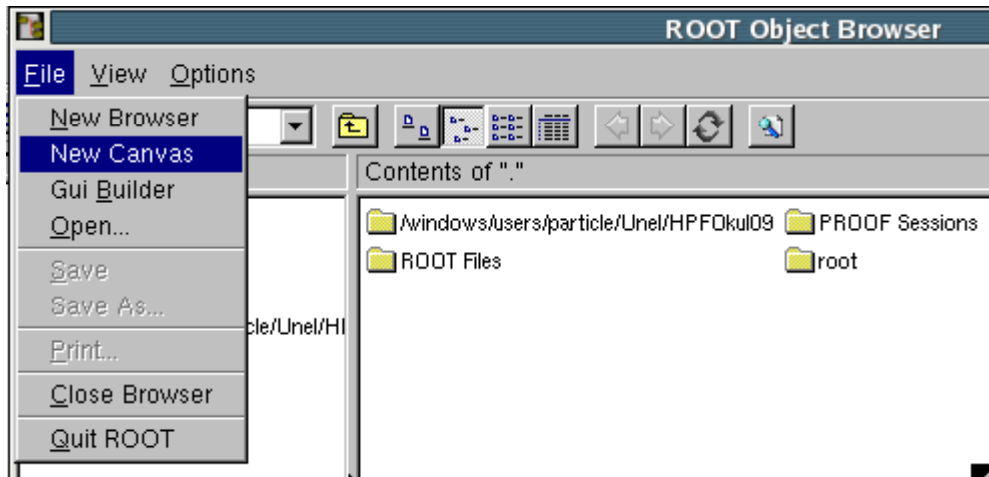 ROOT Object Browser
File View Options
New Browser
New Canvas
Gui Builder
Open...
Save
Save As...
Print...
Close Browser
Quit ROOT
cle/Unel/HI
Contents of "."
/windows/users/particle/Unel/HPFOkul09 PROOF Sessions
ROOT Files root